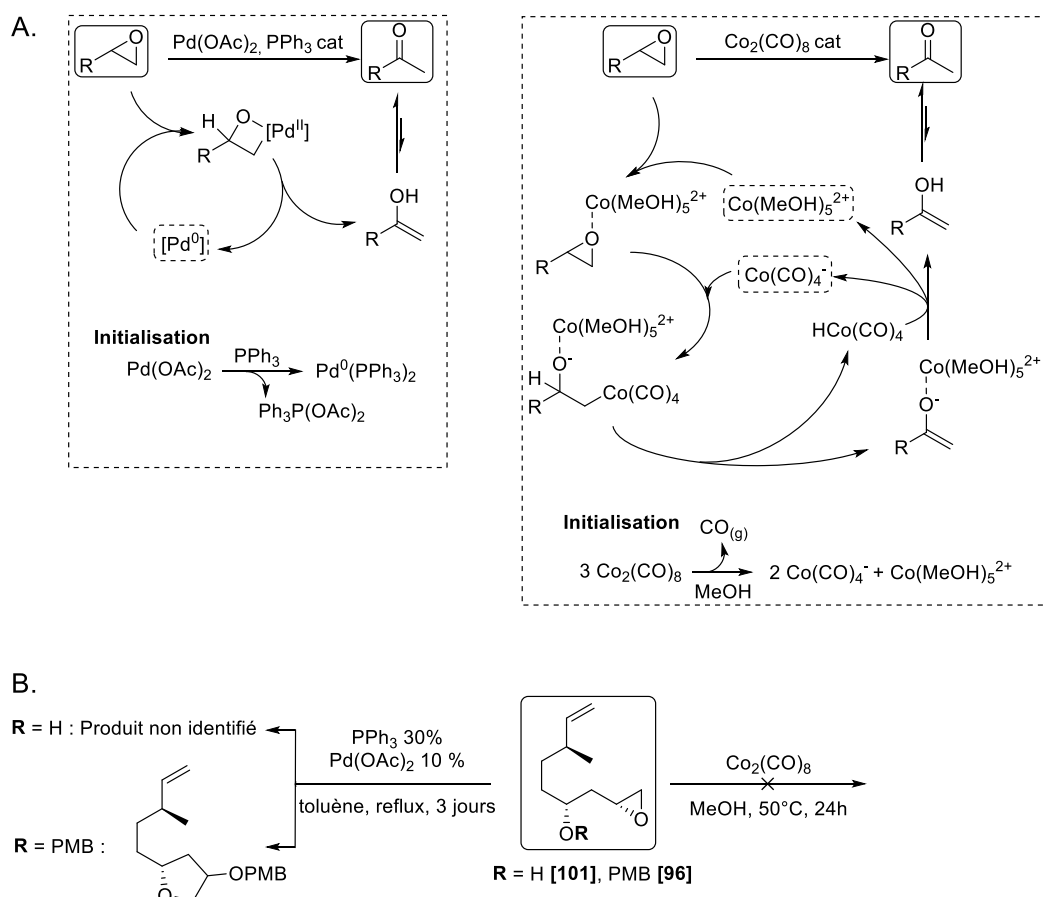 A.
Pd(OAc)2, PPh3 cat
O
R
O
R
H
O
[PdII]
R
OH
R
[Pd0]
Initialisation
Pd(OAc)2
PPh3
Pd0(PPh3)2
Ph3P(OAc)2
Co2(CO)8 cat
O
R
O
R
Co(MeOH)5 2+
O
R
Co(MeOH)5 2+
OH
R
Co(CO)4 -
Co(MeOH)5 2+
O-
H
R
Co(CO)4
HCo(CO)4
Co(MeOH)5 2+
O-
R
Initialisation
CO(g)
3 Co2(CO)8
MeOH
2 Co(CO)4 - + Co(MeOH)5 2+
B.
R = H : Produit non identifié
PPh3 30%
Pd(OAc)2 10 %
toluène, reflux, 3 jours
Co2(CO)8
MeOH, 50°C, 24h
O
OR
R = PMB :
OPMB
R = H [101], PMB [96]